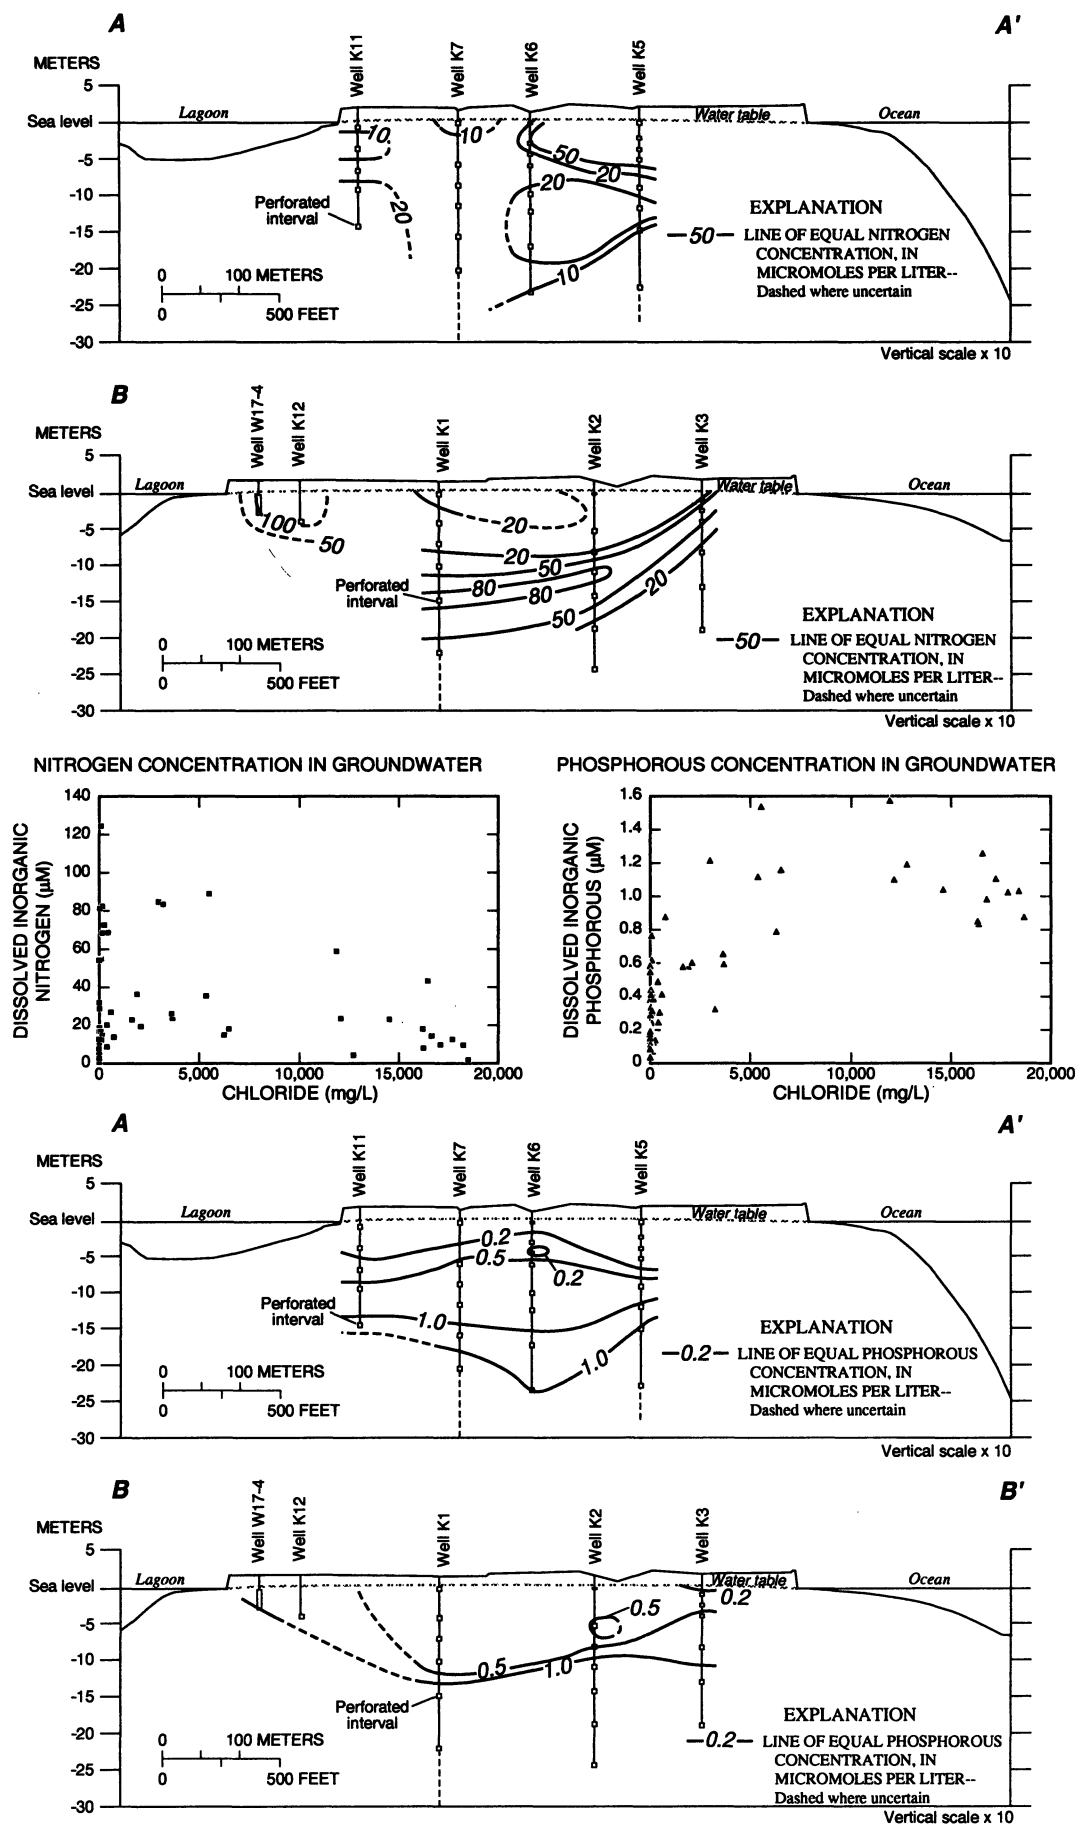 A A'
METERS
Well K11
Well K7
Well K6
Well K5
5
Sea level
-5
-10
-15
-20
-25
-30
Lagoon
Water table
Ocean
10
10
50
20
20
20
10
Perforated
interval
0 100 METERS
0 500 FEET
EXPLANATION
—50— LINE OF EQUAL NITROGEN
CONCENTRATION, IN
MICROMOLES PER LITER--
Dashed where uncertain
Vertical scale x 10
B
METERS
Well W17-4
Well K12
Well K1
Well K2
Well K3
5
Sea level
-5
-10
-15
-20
-25
-30
Lagoon
Water table
Ocean
100
50
20
20
50
80
80
50
20
Perforated
interval
0 100 METERS
0 500 FEET
EXPLANATION
—50— LINE OF EQUAL NITROGEN
CONCENTRATION, IN
MICROMOLES PER LITER--
Dashed where uncertain
Vertical scale x 10
NITROGEN CONCENTRATION IN GROUNDWATER
DISSOLVED INORGANIC
NITROGEN (µM)
140
120
100
80
60
40
20
0
0 5,000 10,000 15,000 20,000
CHLORIDE (mg/L)
PHOSPHOROUS CONCENTRATION IN GROUNDWATER
DISSOLVED INORGANIC
PHOSPHOROUS (µM)
1.6
1.4
1.2
1.0
0.8
0.6
0.4
0.2
0
0 5,000 10,000 15,000 20,000
CHLORIDE (mg/L)
A A'
METERS
Well K11
Well K7
Well K6
Well K5
5
Sea level
-5
-10
-15
-20
-25
-30
Lagoon
Water table
Ocean
0.2
0.5
0.2
1.0
1.0
Perforated
interval
0 100 METERS
0 500 FEET
EXPLANATION
—0.2— LINE OF EQUAL PHOSPHOROUS
CONCENTRATION, IN
MICROMOLES PER LITER--
Dashed where uncertain
Vertical scale x 10
B B'
METERS
Well W17-4
Well K12
Well K1
Well K2
Well K3
5
Sea level
-5
-10
-15
-20
-25
-30
Lagoon
Water table
Ocean
0.2
0.5
0.5
1.0
Perforated
interval
0 100 METERS
0 500 FEET
EXPLANATION
—0.2— LINE OF EQUAL PHOSPHOROUS
CONCENTRATION, IN
MICROMOLES PER LITER--
Dashed where uncertain
Vertical scale x 10